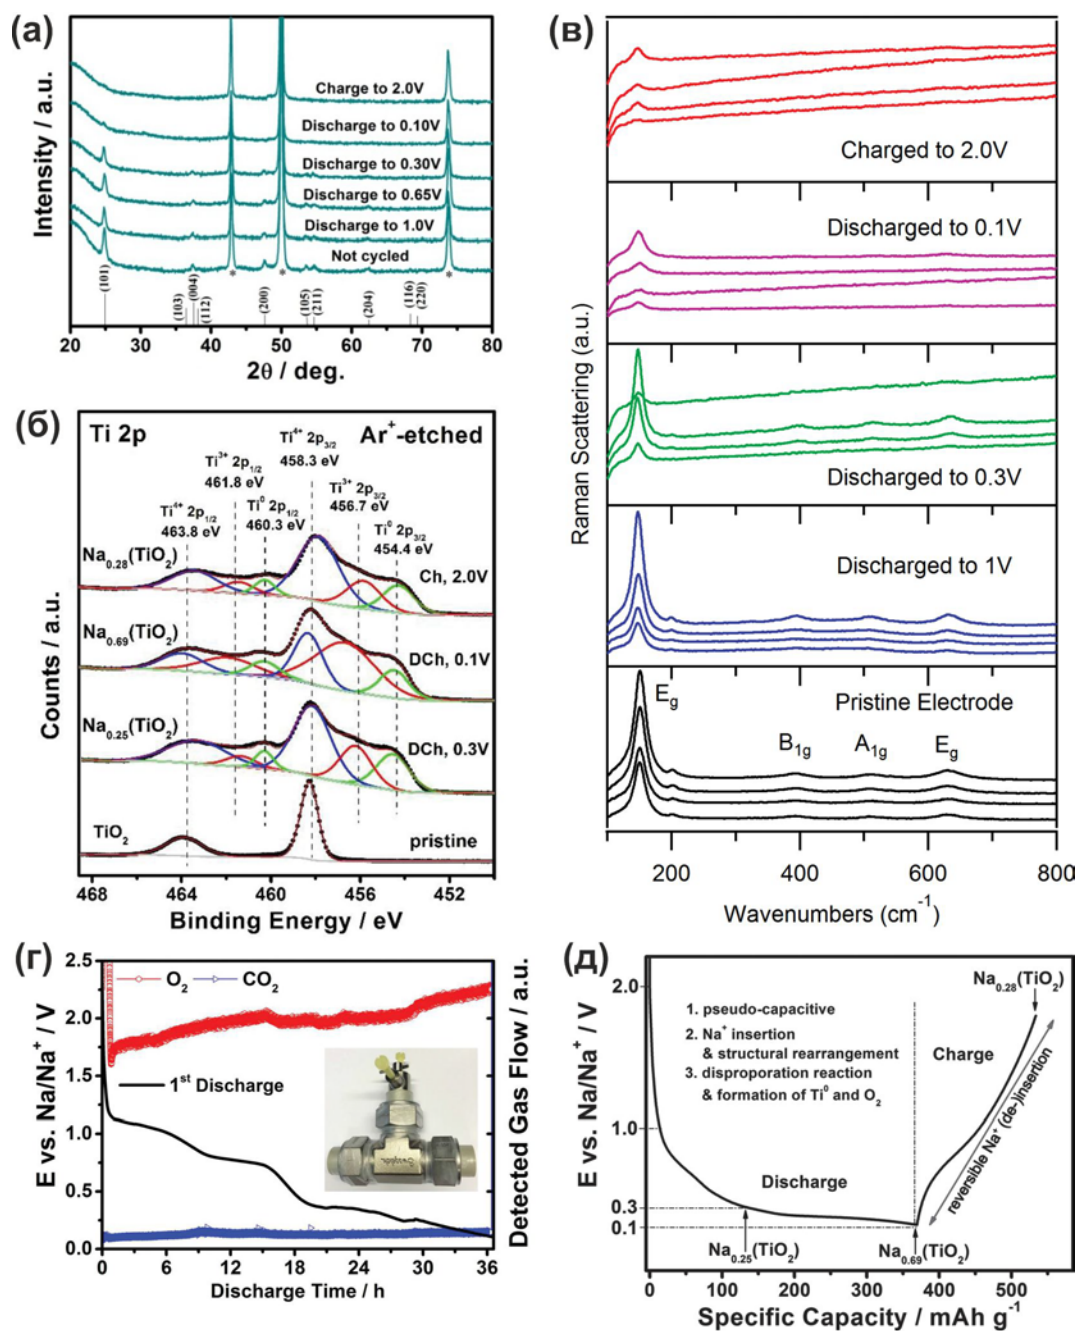 (a)
Intensity / a.u.
Charge to 2.0V
Discharge to 0.10V
Discharge to 0.30V
Discharge to 0.65V
Discharge to 1.0V
Not cycled
* * *
(101) (103) (004) (112) (200) (105) (211) (204) (116) (220)
20 30 40 50 60 70 80
2θ / deg.
(б)
Ti 2p
Ar⁺-etched
Ti⁴⁺ 2p₃/₂
458.3 eV
Ti³⁺ 2p₁/₂
461.8 eV
Ti³⁺ 2p₃/₂
456.7 eV
Ti⁴⁺ 2p₁/₂
463.8 eV
Ti⁰ 2p₁/₂
460.3 eV
Ti⁰ 2p₃/₂
454.4 eV
Na₀.₂₈(TiO₂)
Ch, 2.0V
Na₀.₆₉(TiO₂)
DCh, 0.1V
Na₀.₂₅(TiO₂)
DCh, 0.3V
TiO₂
pristine
Counts / a.u.
468 464 460 456 452
Binding Energy / eV
(в)
Raman Scattering (a.u.)
Charged to 2.0V
Discharged to 0.1V
Discharged to 0.3V
Discharged to 1V
Pristine Electrode
E_g
B₁g
A₁g
E_g
200 400 600 800
Wavenumbers (cm⁻¹)
(г)
E vs. Na/Na⁺ / V
2.5
2.0
1.5
1.0
0.5
0.0
O₂ CO₂
1ˢᵗ Discharge
Swagelok
Detected Gas Flow / a.u.
0 6 12 18 24 30 36
Discharge Time / h
(д)
E vs. Na/Na⁺ / V
2.0
1.0
0.3
0.1
1. pseudo-capacitive
2. Na⁺ insertion
& structural rearrangement
3. disproporation reaction
& formation of Ti⁰ and O₂
Na₀.₂₈(TiO₂)
Charge
reversible Na⁺ (de-)insertion
Discharge
Na₀.₂₅(TiO₂)
Na₀.₆₉(TiO₂)
0 100 200 300 400 500
Specific Capacity / mAh g⁻¹